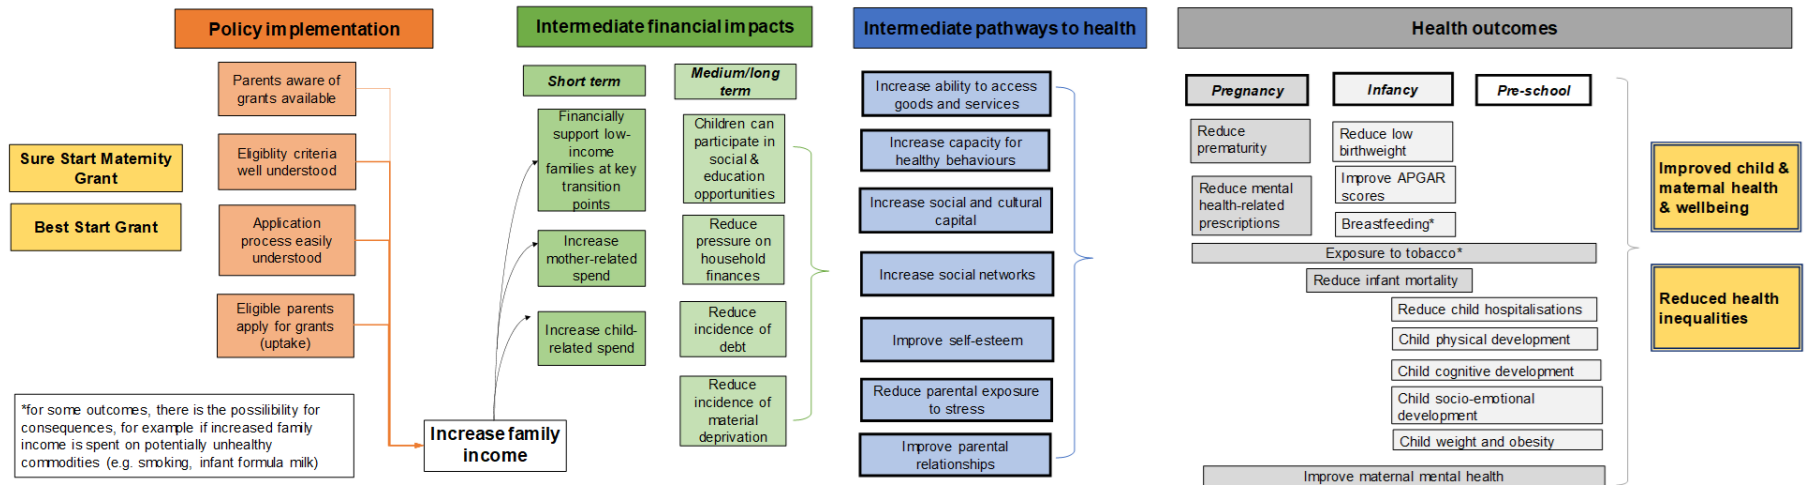 Policy implementation
Intermediate financial impacts
Intermediate pathways to health
Health outcomes
Sure Start Maternity
Grant
Best Start Grant
Parents aware of
grants available
Eligiblity criteria
well understood
Application
process easily
understood
Eligible parents
apply for grants
(uptake)
*for some outcomes, there is the possibility for
consequences, for example if increased family
income is spent on potentially unhealthy
commodities (e.g. smoking, infant formula milk)
Increase family
income
Short term
Financially
support low-
income
families at key
transition
points
Increase
mother-related
spend
Increase child-
related spend
Medium/long
term
Children can
participate in
social &
education
opportunities
Reduce
pressure on
household
finances
Reduce
incidence of
debt
Reduce
incidence of
material
deprivation
Increase ability to access
goods and services
Increase capacity for
healthy behaviours
Increase social and cultural
capital
Increase social networks
Improve self-esteem
Reduce parental exposure
to stress
Improve parental
relationships
Pregnancy
Infancy
Pre-school
Reduce
prematurity
Reduce mental
health-related
prescriptions
Reduce low
birthweight
Improve APGAR
scores
Breastfeeding*
Exposure to tobacco*
Reduce infant mortality
Reduce child hospitalisations
Child physical development
Child cognitive development
Child socio-emotional
development
Child weight and obesity
Improve maternal mental health
Improved child &
maternal health
& wellbeing
Reduced health
inequalities